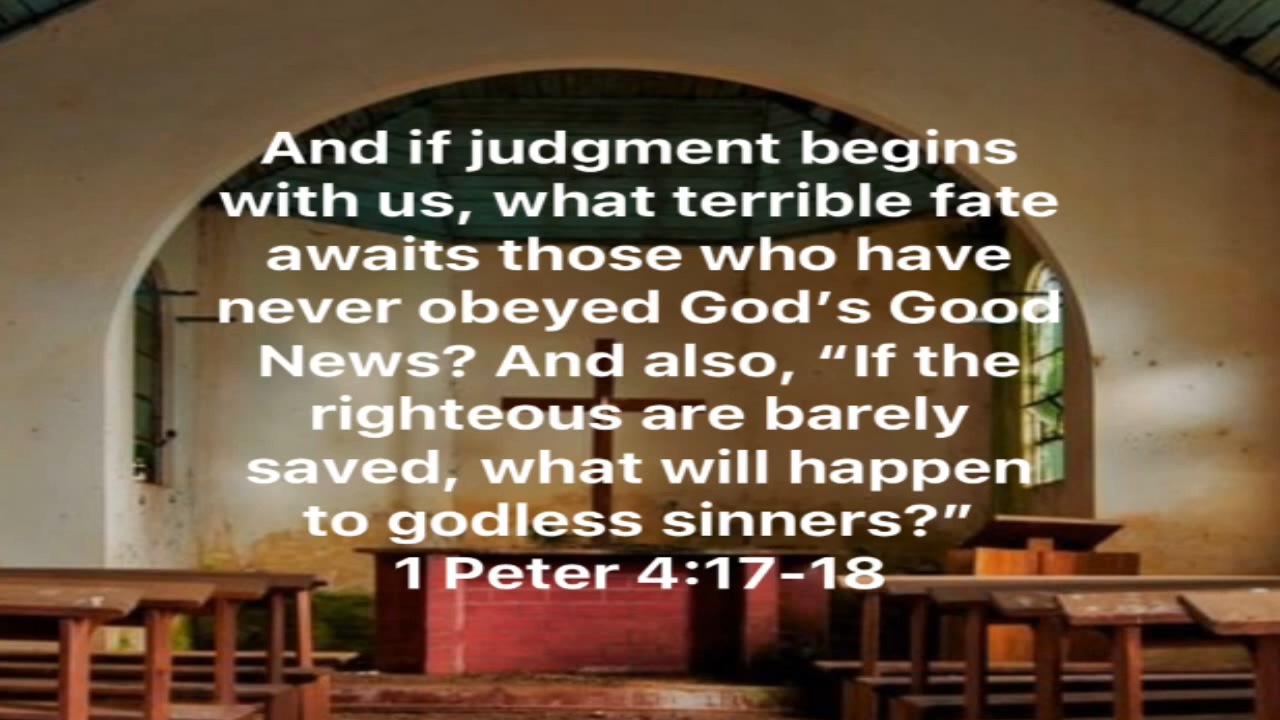 And if judgment begins
with us, what terrible fate
awaits those who have
never obeyed God’s Good
News? And also, “If the
righteous are barely
saved, what will happen
to godless sinners?”
1 Peter 4:17-18